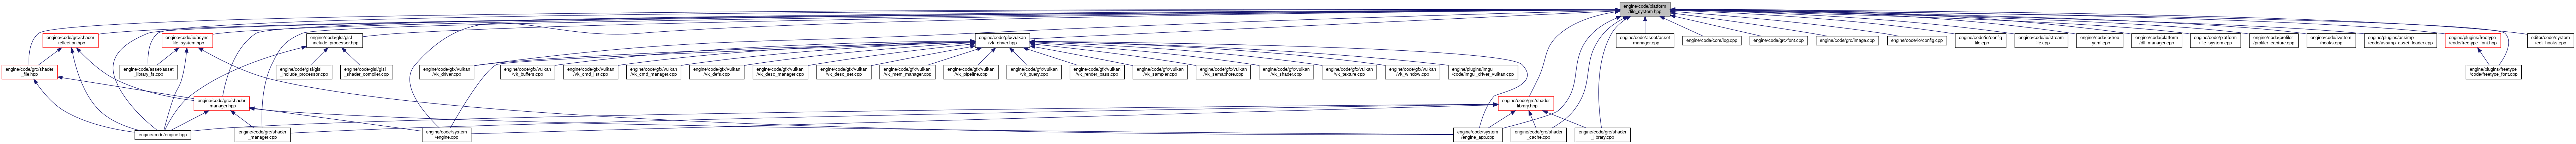 engine/code/platform
/file_system.hpp
engine/code/grc/shader
_reflection.hpp
engine/code/io/async
_file_system.hpp
engine/code/gfx/glsl
_include_processor.hpp
engine/code/gfx/vulkan
/vk_driver.hpp
engine/code/asset/asset
_manager.cpp
engine/code/core/log.cpp
engine/code/grc/font.cpp
engine/code/grc/image.cpp
engine/code/io/config.cpp
engine/code/io/config
_file.cpp
engine/code/io/stream
_file.cpp
engine/code/io/tree
_yaml.cpp
engine/code/platform
/dll_manager.cpp
engine/code/platform
/file_system.cpp
engine/code/profiler
/profiler_capture.cpp
engine/code/system
/hooks.cpp
engine/plugins/assimp
/code/assimp_asset_loader.cpp
engine/plugins/freetype
/code/freetype_font.hpp
editor/code/system
/edt_hooks.cpp
engine/code/grc/shader
_file.hpp
engine/code/asset/asset
_library_fs.cpp
engine/code/gfx/glsl
_include_processor.cpp
engine/code/gfx/glsl
_shader_compiler.cpp
engine/code/gfx/vulkan
/vk_driver.cpp
engine/code/gfx/vulkan
/vk_buffers.cpp
engine/code/gfx/vulkan
/vk_cmd_list.cpp
engine/code/gfx/vulkan
/vk_cmd_manager.cpp
engine/code/gfx/vulkan
/vk_defs.cpp
engine/code/gfx/vulkan
/vk_desc_manager.cpp
engine/code/gfx/vulkan
/vk_desc_set.cpp
engine/code/gfx/vulkan
/vk_mem_manager.cpp
engine/code/gfx/vulkan
/vk_pipeline.cpp
engine/code/gfx/vulkan
/vk_query.cpp
engine/code/gfx/vulkan
/vk_render_pass.cpp
engine/code/gfx/vulkan
/vk_sampler.cpp
engine/code/gfx/vulkan
/vk_semaphore.cpp
engine/code/gfx/vulkan
/vk_shader.cpp
engine/code/gfx/vulkan
/vk_texture.cpp
engine/code/gfx/vulkan
/vk_window.cpp
engine/plugins/imgui
/code/imgui_driver_vulkan.cpp
engine/plugins/freetype
/code/freetype_font.cpp
engine/code/grc/shader
_manager.hpp
engine/code/grc/shader
_library.hpp
engine/code/engine.hpp
engine/code/grc/shader
_manager.cpp
engine/code/system
/engine.cpp
engine/code/system
/engine_app.cpp
engine/code/grc/shader
_cache.cpp
engine/code/grc/shader
_library.cpp